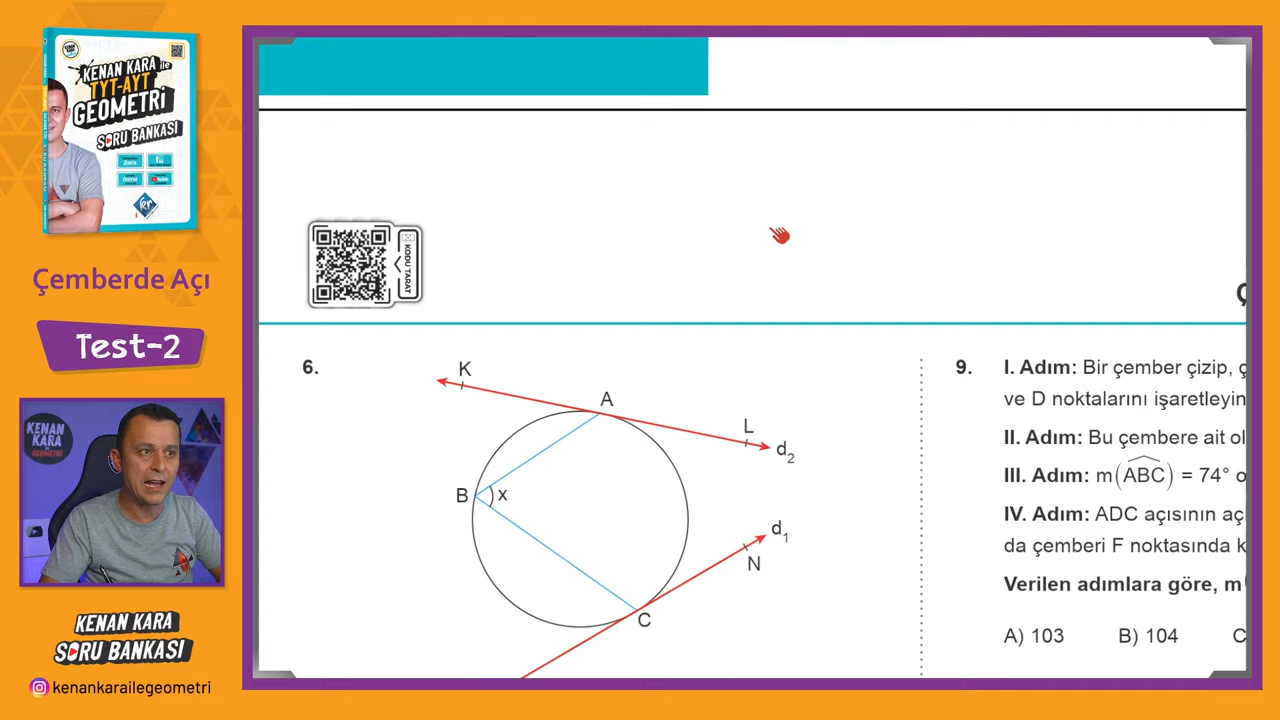 KENAN KARA ile
TYT-AYT
GEOMETRİ
SORU BANKASI
Çemberde Açı
Test-2
KENAN KARA
GEOMETRİ
KENAN KARA
SORU BANKASI
kenankarailegeometri
KODU TARAT
6.
K
A
L
d2
B
x
d1
N
C
9.
I. Adım: Bir çember çizip, ç
ve D noktalarını işaretleyin
II. Adım: Bu çembere ait ol
III. Adım: m(ABC) = 74° o
IV. Adım: ADC açısının aç
da çemberi F noktasında k
Verilen adımlara göre, m
A) 103 B) 104 C